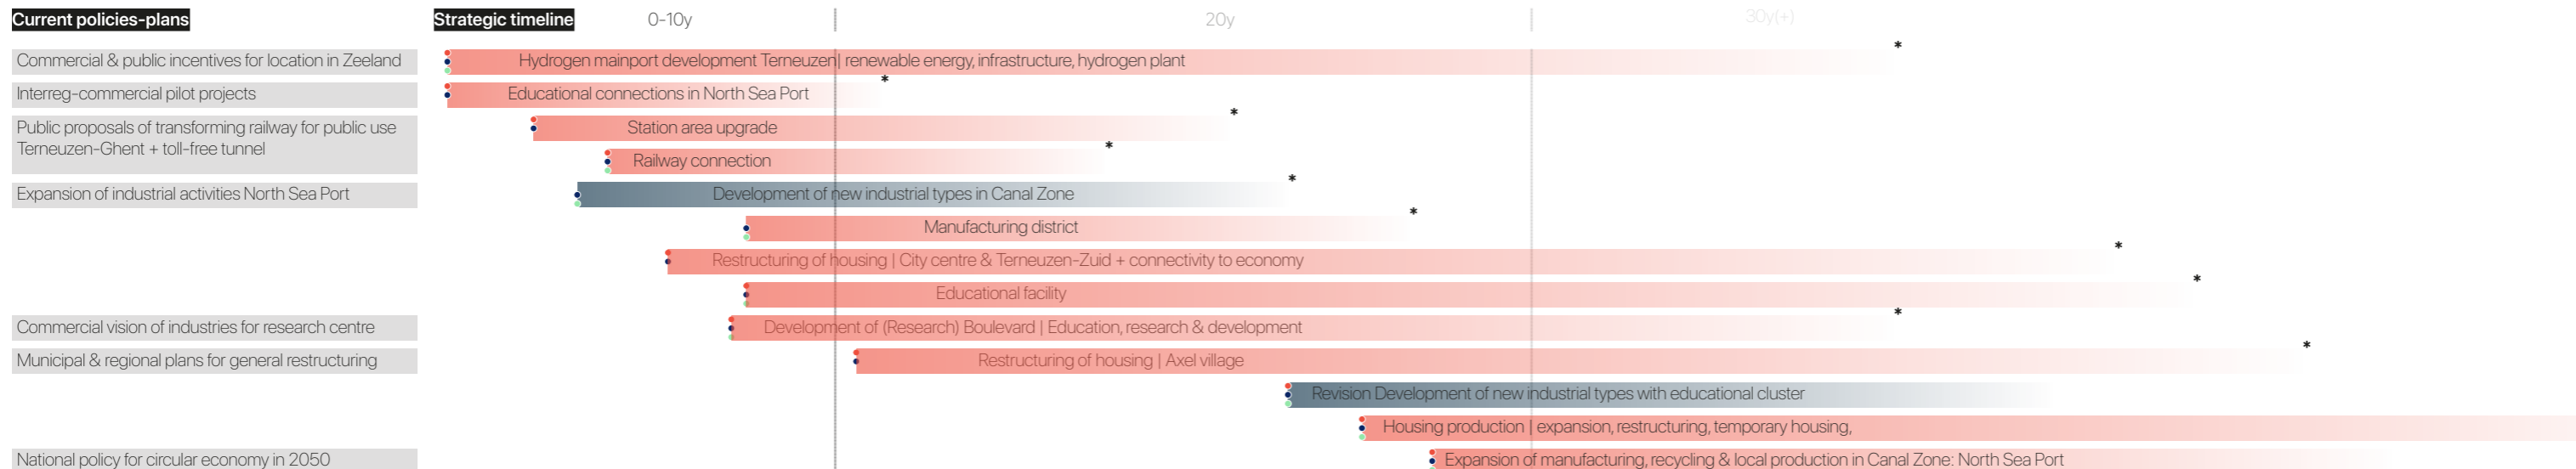 Current policies-plans
Strategic timeline
0-10y
20y
30y(+)
Commercial & public incentives for location in Zeeland
Hydrogen mainport development Terneuzen| renewable energy, infrastructure, hydrogen plant
*
Interreg-commercial pilot projects
Educational connections in North Sea Port
*
Public proposals of transforming railway for public use
Terneuzen-Ghent + toll-free tunnel
Station area upgrade
*
Railway connection
*
Expansion of industrial activities North Sea Port
Development of new industrial types in Canal Zone
*
Manufacturing district
*
Restructuring of housing | City centre & Terneuzen-Zuid + connectivity to economy
*
Educational facility
*
Commercial vision of industries for research centre
Development of (Research) Boulevard | Education, research & development
*
Municipal & regional plans for general restructuring
Restructuring of housing | Axel village
*
Revision Development of new industrial types with educational cluster
Housing production | expansion, restructuring, temporary housing,
National policy for circular economy in 2050
Expansion of manufacturing, recycling & local production in Canal Zone: North Sea Port